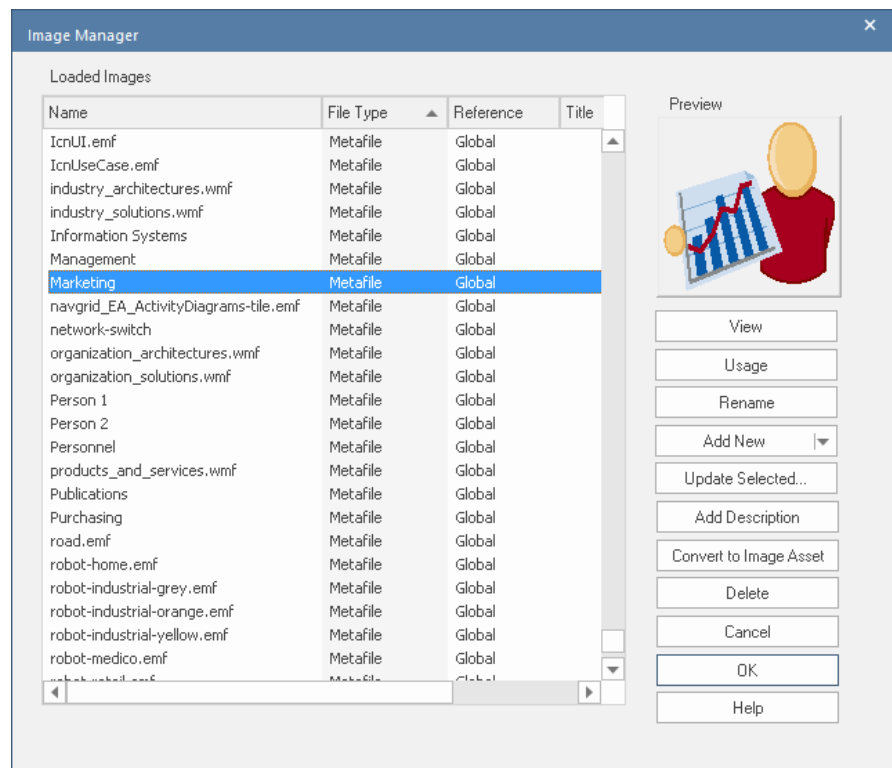 Image Manager
Loaded Images
Name File Type Reference Title
IcnUI.emf Metafile Global
IcnUseCase.emf Metafile Global
industry_architectures.wmf Metafile Global
industry_solutions.wmf Metafile Global
Information Systems Metafile Global
Management Metafile Global
Marketing Metafile Global
navgrid_EA_ActivityDiagrams-tile.emf Metafile Global
network-switch Metafile Global
organization_architectures.wmf Metafile Global
organization_solutions.wmf Metafile Global
Person 1 Metafile Global
Person 2 Metafile Global
Personnel Metafile Global
products_and_services.wmf Metafile Global
Publications Metafile Global
Purchasing Metafile Global
road.emf Metafile Global
robot-home.emf Metafile Global
robot-industrial-grey.emf Metafile Global
robot-industrial-orange.emf Metafile Global
robot-industrial-yellow.emf Metafile Global
robot-medico.emf Metafile Global
Preview
View
Usage
Rename
Add New
Update Selected...
Add Description
Convert to Image Asset
Delete
Cancel
OK
Help